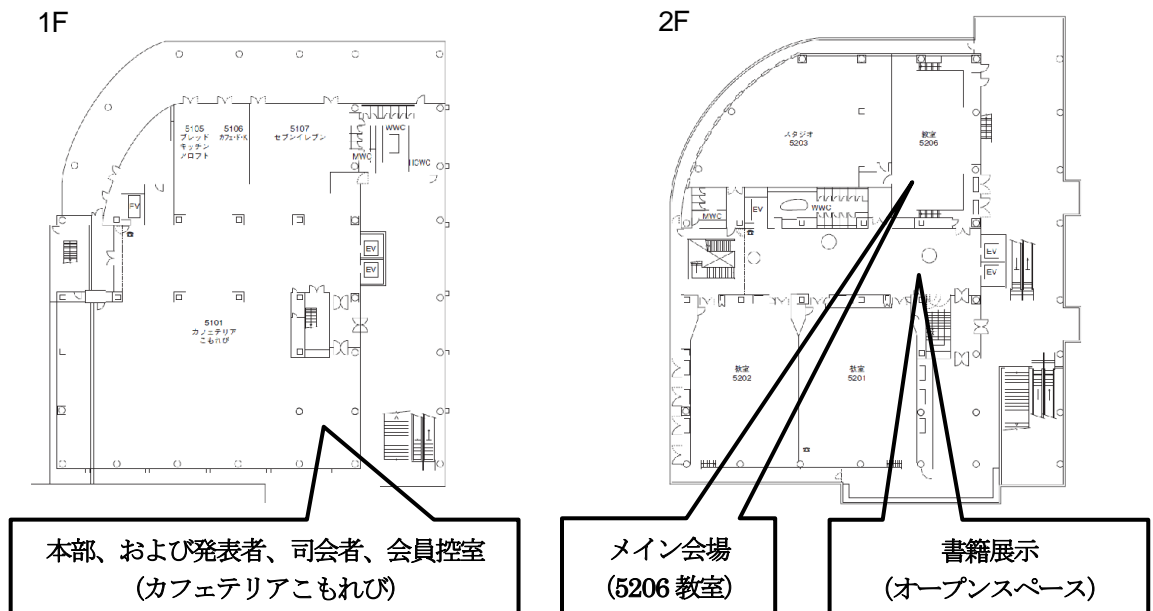 1F
5105
ブレッド
キッチン
アロフト
5106
カフェ・ド・K
5107
セブンイレブン
MWC
WWC
HCWC
EV
EV
EV
5101
カフェテリア
こもれび
本部、および発表者、司会者、会員控室
(カフェテリアこもれび)
2F
スタジオ
5203
教室
5206
MWC
EV
WWC
EV
EV
教室
5202
教室
5201
メイン会場
(5206 教室)
書籍展示
(オープンスペース)